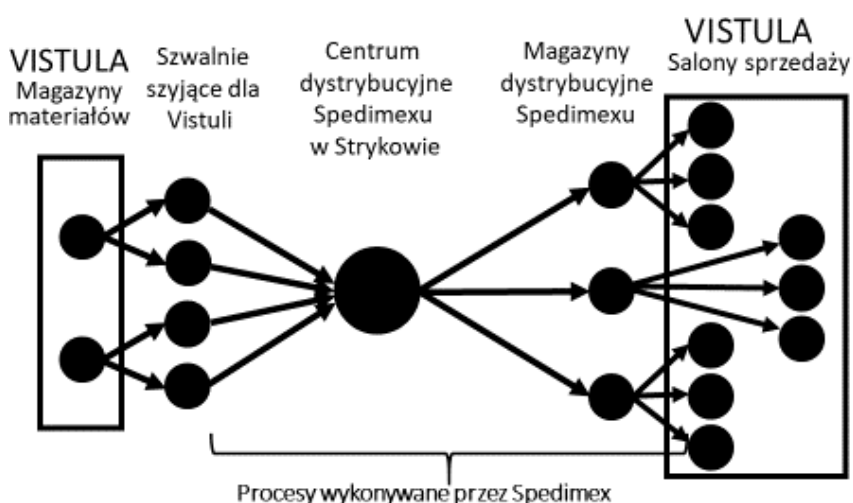 VISTULA
Magazyny
materiałów
Szwalnie
szyjące dla
Vistuli
Centrum
dystrybucyjne
Spedimexu
w Strykowie
Magazyny
dystrybucyjne
Spedimexu
VISTULA
Salony sprzedaży
Procesy wykonywane przez Spedimex